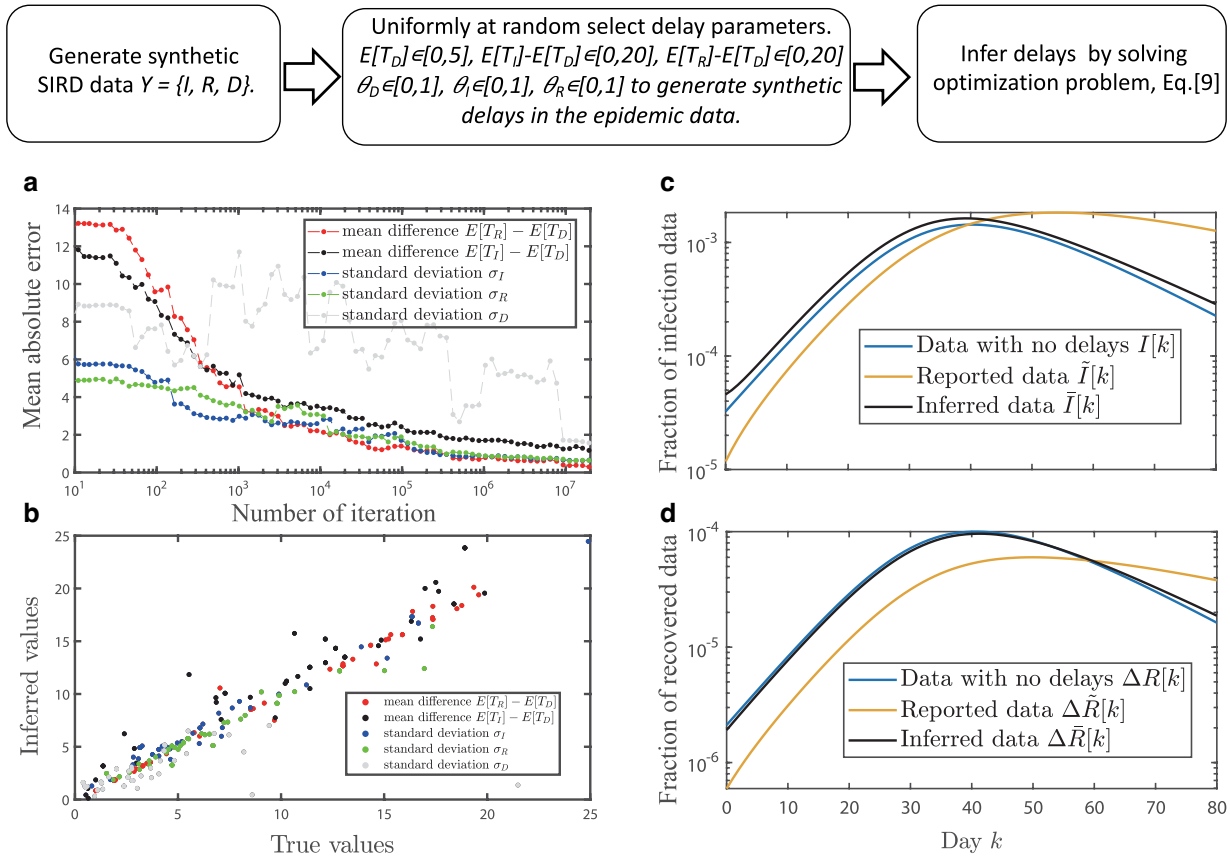 Generate synthetic
SIRD data Y = {I, R, D}.
Uniformly at random select delay parameters.
E[T_D]∈[0,5], E[T_I]-E[T_D]∈[0,20], E[T_R]-E[T_D]∈[0,20]
θ_D∈[0,1], θ_I∈[0,1], θ_R∈[0,1] to generate synthetic
delays in the epidemic data.
Infer delays by solving
optimization problem, Eq.[9]
a
Mean absolute error
14
12
10
8
6
4
2
0
mean difference E[T_R] − E[T_D]
mean difference E[T_I] − E[T_D]
standard deviation σ_I
standard deviation σ_R
standard deviation σ_D
10^1 10^2 10^3 10^4 10^5 10^6 10^7
Number of iteration
b
Inferred values
25
20
15
10
5
0
mean difference E[T_R] − E[T_D]
mean difference E[T_I] − E[T_D]
standard deviation σ_I
standard deviation σ_R
standard deviation σ_D
0 5 10 15 20 25
True values
c
Fraction of infection data
10^-3
10^-4
10^-5
Data with no delays I[k]
Reported data Ĩ[k]
Inferred data Ī[k]
0 10 20 30 40 50 60 70 80
d
Fraction of recovered data
10^-4
10^-5
10^-6
Data with no delays ΔR[k]
Reported data ΔR̃[k]
Inferred data ΔR̄[k]
0 10 20 30 40 50 60 70 80
Day k